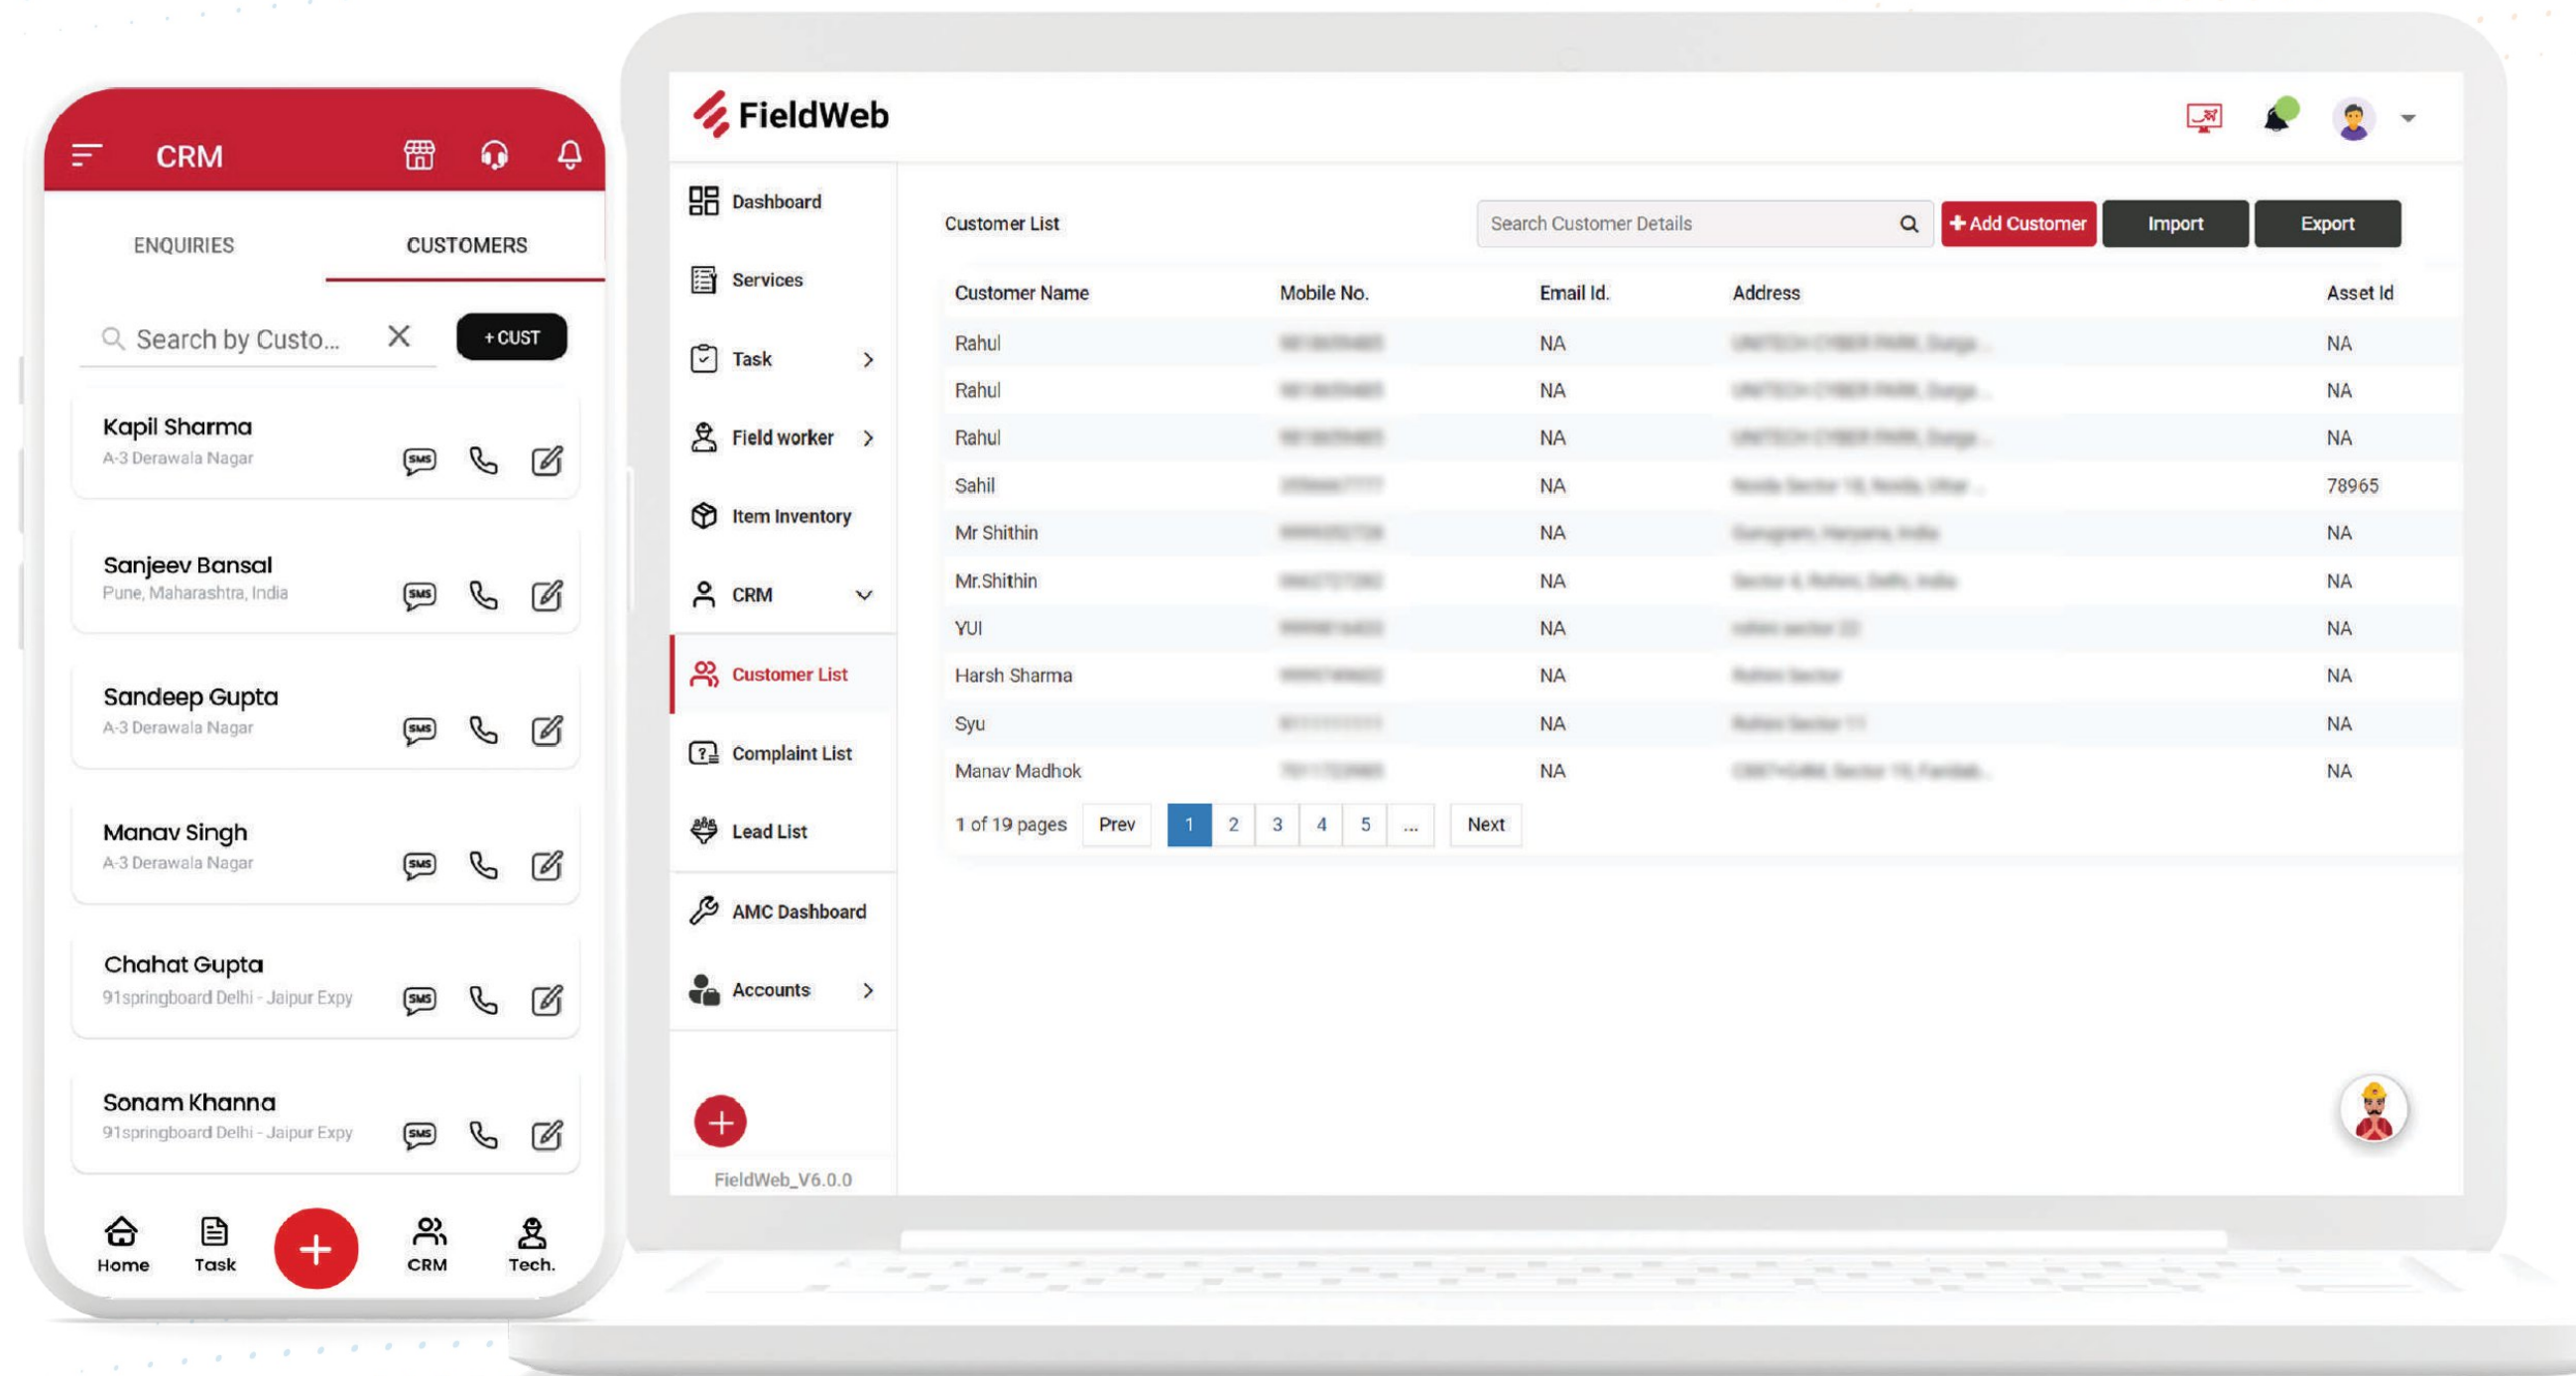 CRM
ENQUIRIES CUSTOMERS
Search by Custo... + CUST
Kapil Sharma
A-3 Derawala Nagar
SMS
Sanjeev Bansal
Pune, Maharashtra, India
SMS
Sandeep Gupta
A-3 Derawala Nagar
SMS
Manav Singh
A-3 Derawala Nagar
SMS
Chahat Gupta
91springboard Delhi - Jaipur Expy
SMS
Sonam Khanna
91springboard Delhi - Jaipur Expy
SMS
Home Task CRM Tech.
FieldWeb
Dashboard
Services
Task
Field worker
Item Inventory
CRM
Customer List
Complaint List
Lead List
AMC Dashboard
Accounts
FieldWeb_V6.0.0
Customer List Search Customer Details +Add Customer Import Export
Customer Name Mobile No. Email Id. Address Asset Id
Rahul NA NA
Rahul NA NA
Rahul NA NA
Sahil NA 78965
Mr Shithin NA NA
Mr.Shithin NA NA
YUI NA NA
Harsh Sharma NA NA
Syu NA NA
Manav Madhok NA NA
1 of 19 pages Prev 1 2 3 4 5 ... Next